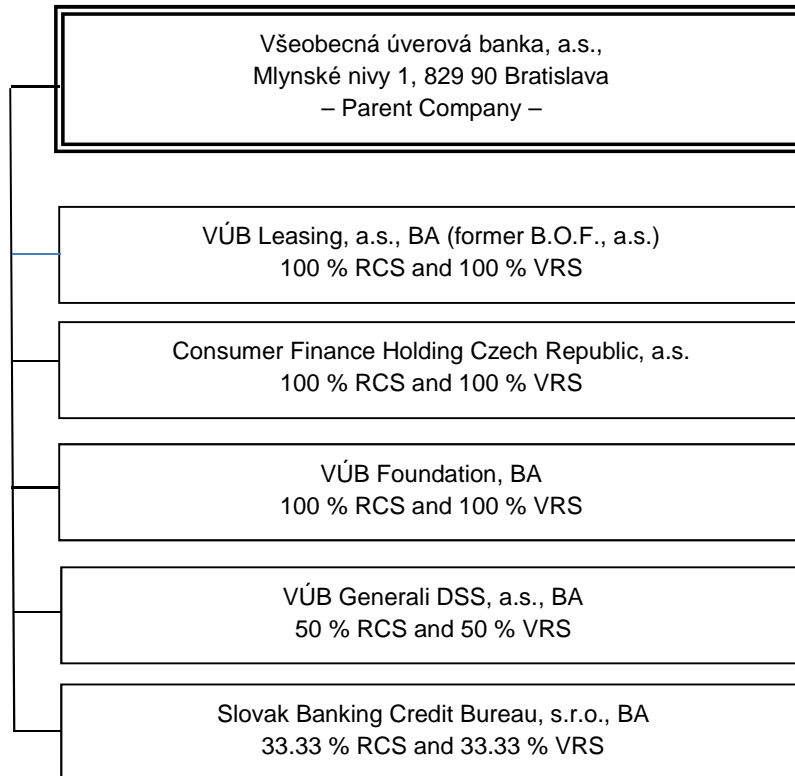 Všeobecná úverová banka, a.s.,
Mlynské nivy 1, 829 90 Bratislava
– Parent Company –
VÚB Leasing, a.s., BA (former B.O.F., a.s.)
100 % RCS and 100 % VRS
Consumer Finance Holding Czech Republic, a.s.
100 % RCS and 100 % VRS
VÚB Foundation, BA
100 % RCS and 100 % VRS
VÚB Generali DSS, a.s., BA
50 % RCS and 50 % VRS
Slovak Banking Credit Bureau, s.r.o., BA
33.33 % RCS and 33.33 % VRS